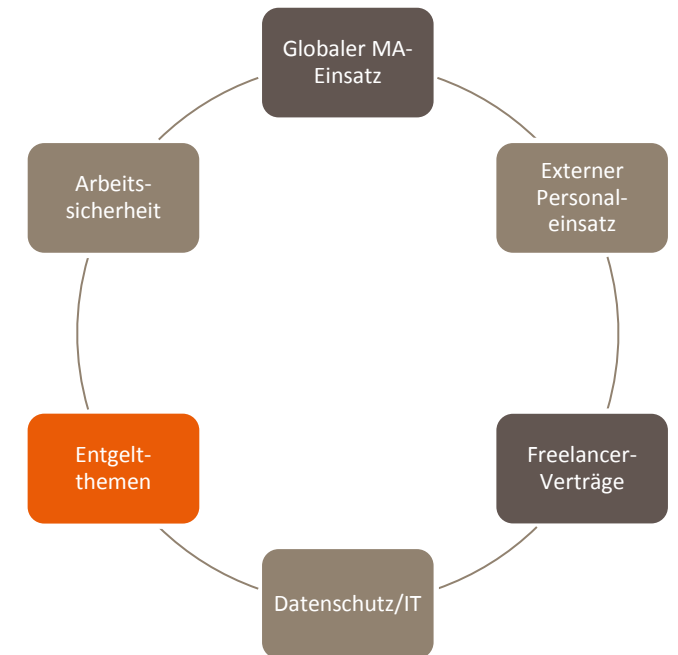 Globaler MA-
Einsatz
Externer
Personal-
einsatz
Freelancer-
Verträge
Datenschutz/IT
Entgelt-
themen
Arbeits-
sicherheit